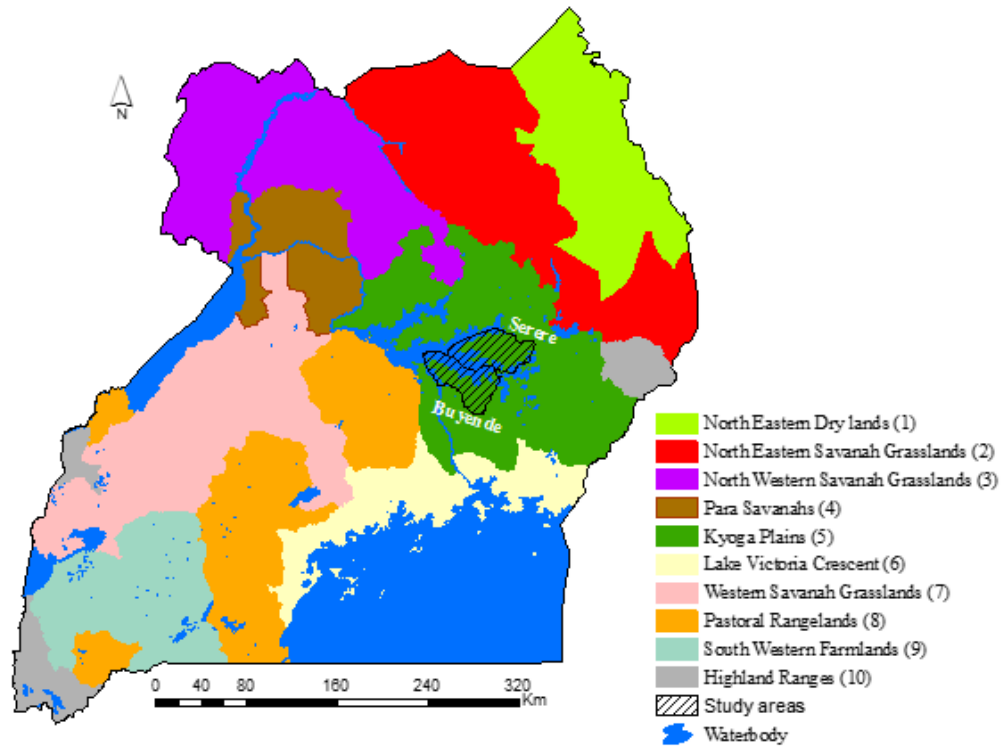 N
Serere
Buyende
North Eastern Dry lands (1)
North Eastern Savanah Grasslands (2)
North Western Savanah Grasslands (3)
Para Savanahs (4)
Kyoga Plains (5)
Lake Victoria Crescent (6)
Western Savanah Grasslands (7)
Pastoral Rangelands (8)
South Western Farmlands (9)
Highland Ranges (10)
Study areas
Waterbody
0 40 80 160 240 320
Km